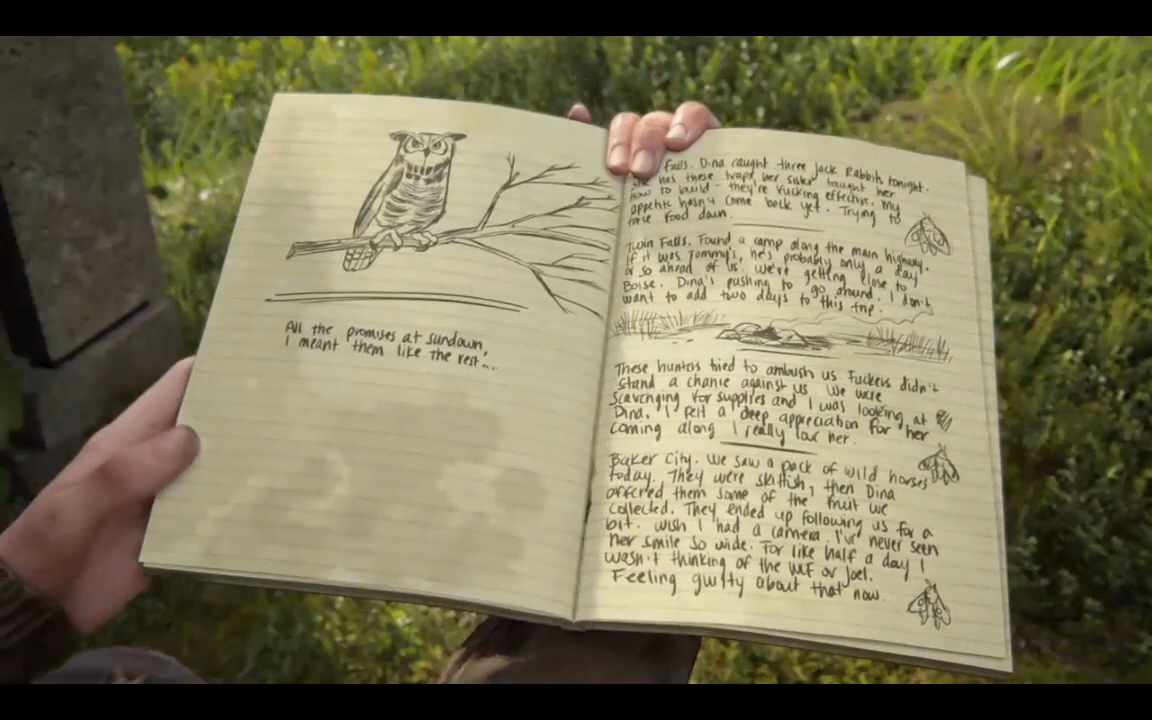 All the promises at sundown,
I meant them like the rest...
Falls. Dina caught three Jack Rabbits tonight.
She has these traps her sister taught her
how to build - they're fucking effective. My
appetite hasn't come back yet. Trying to
force food down.
Twin Falls. Found a camp along the main highway.
If it was Tommy's, he's probably only a day
or so ahead of us. We're getting close to
Boise. Dina's pushing to go around. I don't
want to add two days to this trip.
These hunters tried to ambush us. Fuckers didn't
stand a chance against us. We were
scavenging for supplies and I was looking at
Dina. I felt a deep appreciation for her
coming along I really love her.
Baker City. We saw a pack of wild horses
today. They were skittish, then Dina
offered them some of the fruit we
collected. They ended up following us for a
bit. Wish I had a camera. I've never seen
her smile so wide. For like half a day I
wasn't thinking of the WLF or Joel.
Feeling guilty about that now.